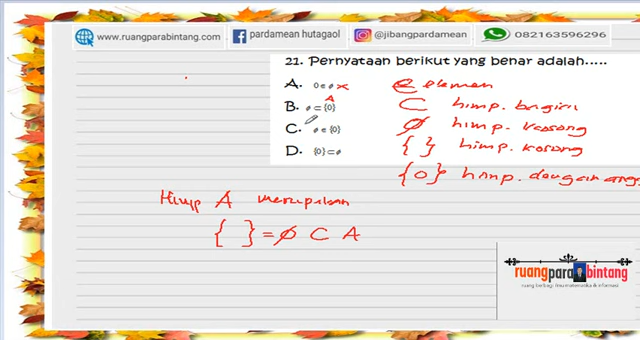 www.ruangparabintang.com pardamean hutagaol @jibangpardamean 082163596296
21. Pernyataan berikut yang benar adalah.....
A. 0 ∈ ∅ x
∈ elemen
A
B. ∅ ⊂ {0}
⊂ himp. bagian
C. ∅ ∈ {0}
∅ himp. kosong
D. {0} ⊂ ∅
{ } himp. kosong
{0} himp. dengan
Himp A merupakan
{ } = ∅ ⊂ A
ruangparabintang